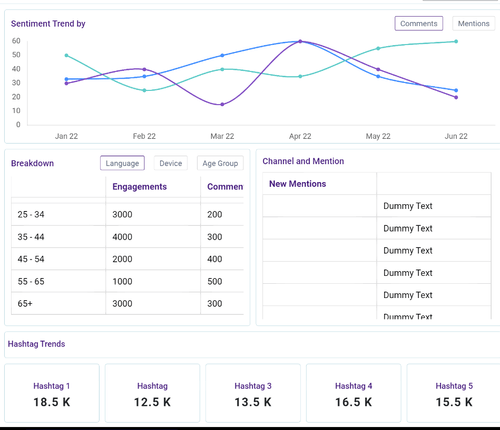 Sentiment Trend by
Comments
Mentions
60
50
40
30
20
10
0
Jan 22
Feb 22
Mar 22
Apr 22
May 22
Jun 22
Breakdown
Language
Device
Age Group
Engagements
Commen
25 - 34
3000
200
35 - 44
4000
300
45 - 54
2000
400
55 - 65
1000
500
65+
3000
300
Channel and Mention
New Mentions
Dummy Text
Dummy Text
Dummy Text
Dummy Text
Dummy Text
Dummy Text
Hashtag Trends
Hashtag 1
18.5 K
Hashtag
12.5 K
Hashtag 3
13.5 K
Hashtag 4
16.5 K
Hashtag 5
15.5 K